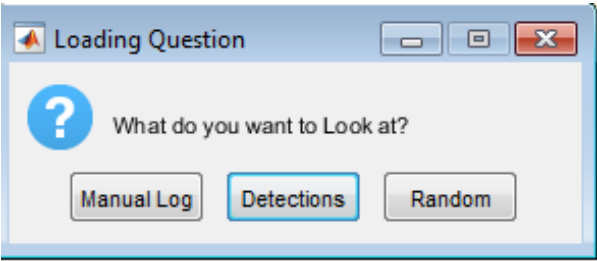 Loading Question
What do you want to Look at?
Manual Log Detections Random